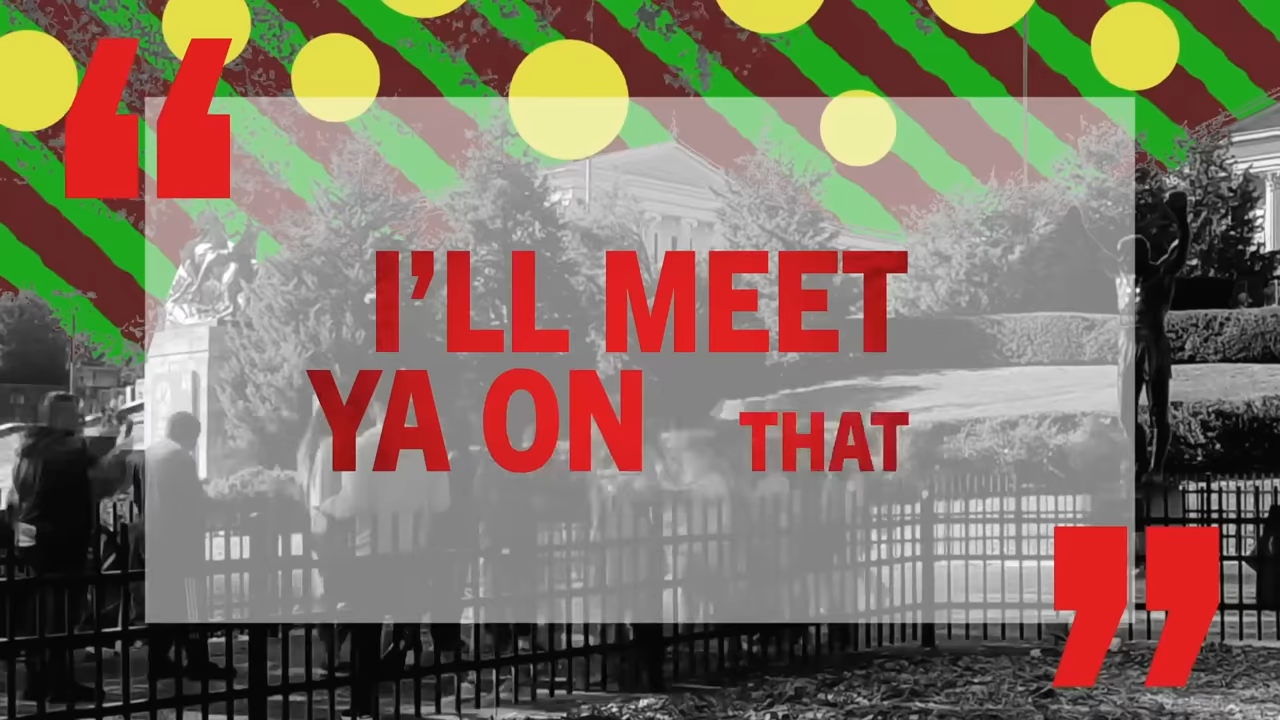 “
I’LL MEET
YA ON THAT
”